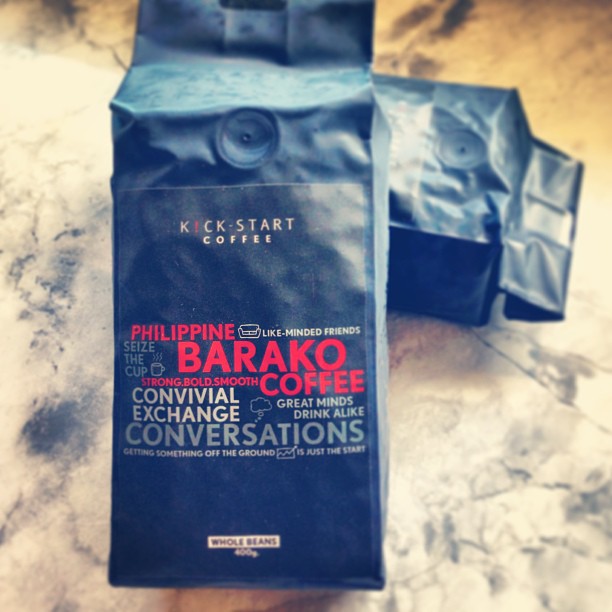 K!CK-START
COFFEE
PHILIPPINE LIKE-MINDED FRIENDS
SEIZE THE CUP
BARAKO
STRONG.BOLD.SMOOTH COFFEE
CONVIVIAL EXCHANGE
GREAT MINDS
DRINK ALIKE
CONVERSATIONS
GETTING SOMETHING OFF THE GROUND IS JUST THE START
WHOLE BEANS
400g.